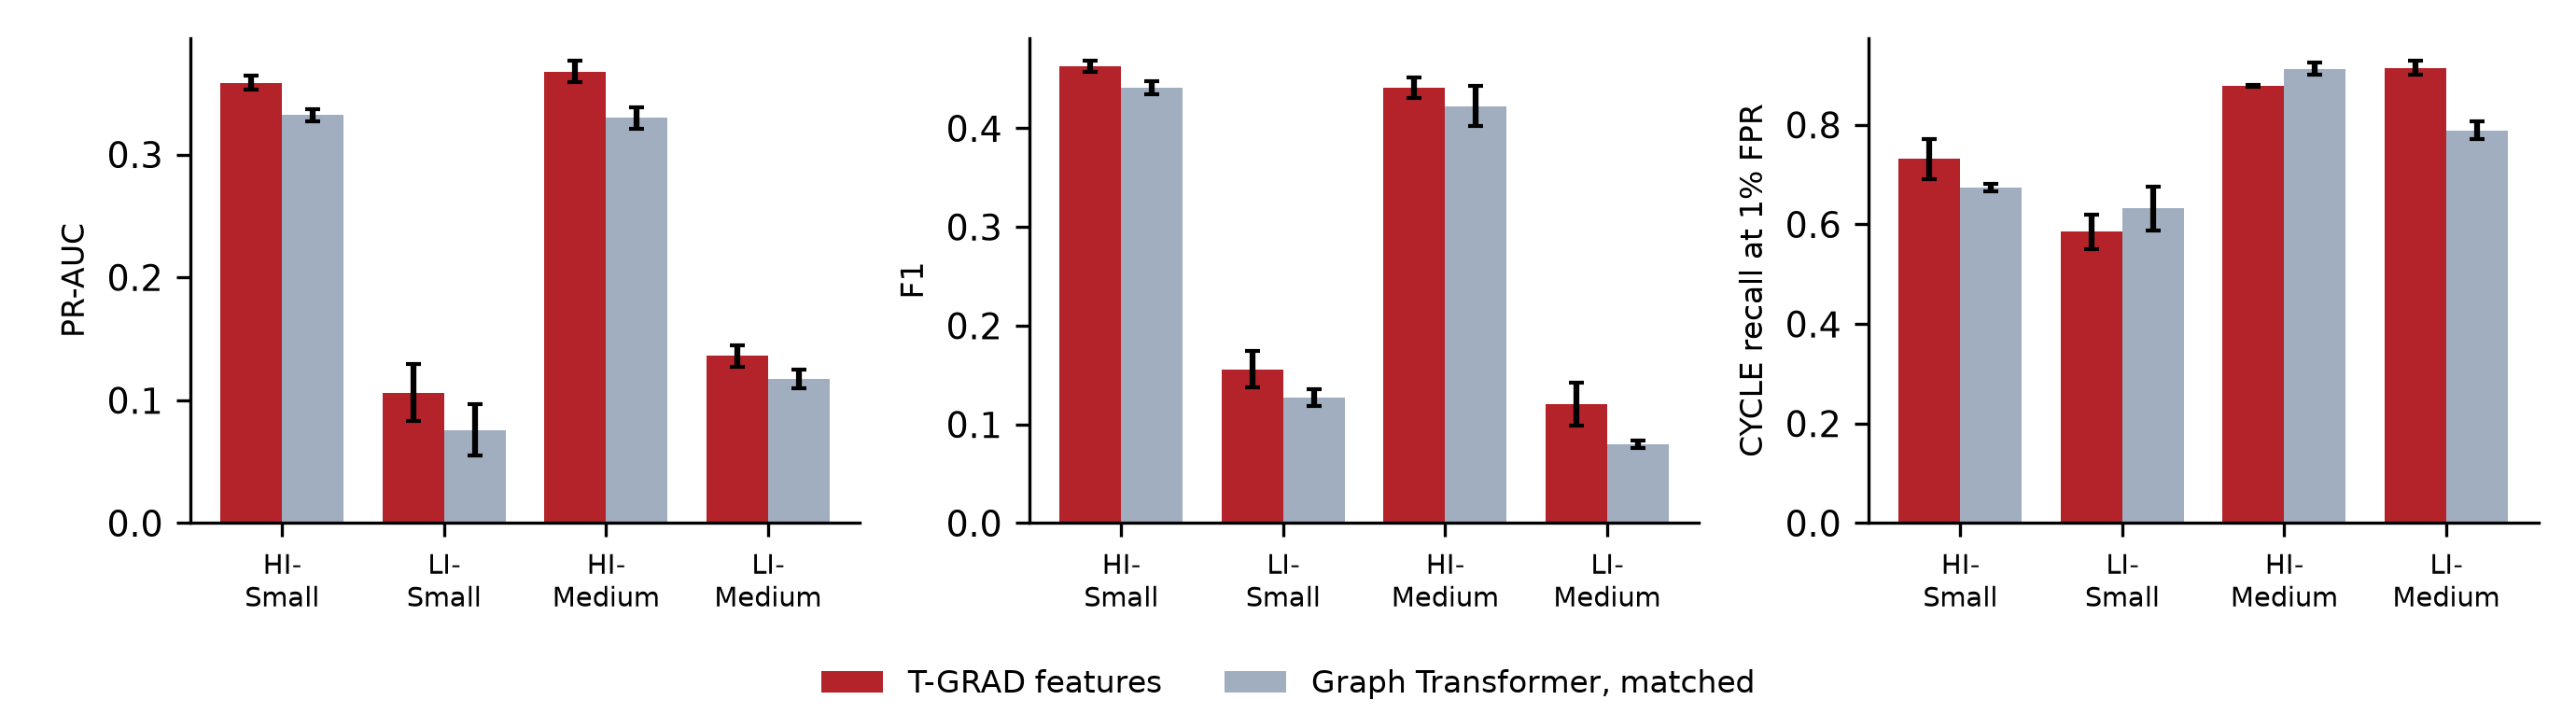 PR-AUC
0.3
0.2
0.1
0.0
HI-
Small
LI-
Small
HI-
Medium
LI-
Medium
F1
0.4
0.3
0.2
0.1
0.0
HI-
Small
LI-
Small
HI-
Medium
LI-
Medium
CYCLE recall at 1% FPR
0.8
0.6
0.4
0.2
0.0
HI-
Small
LI-
Small
HI-
Medium
LI-
Medium
T-GRAD features
Graph Transformer, matched